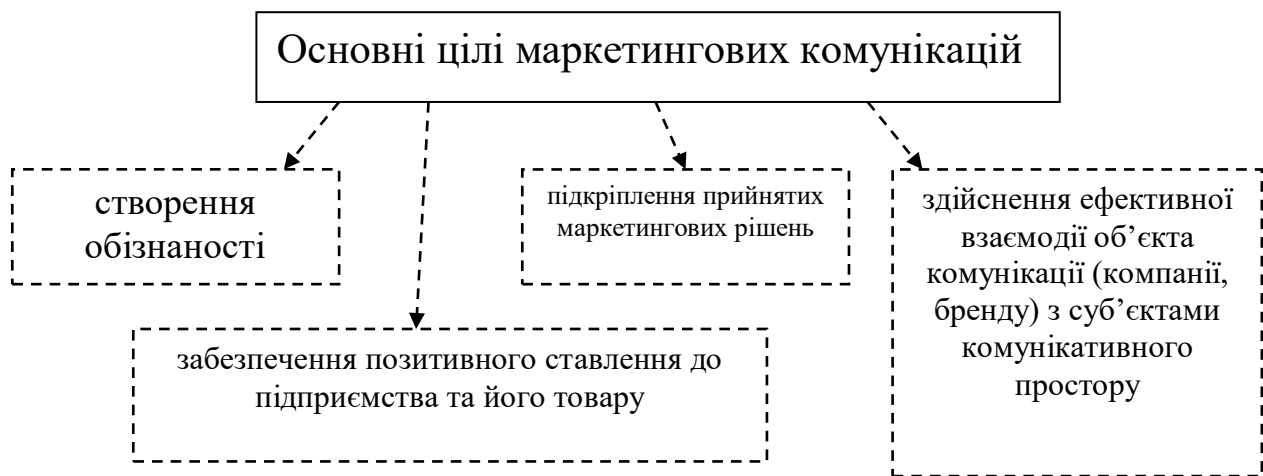 Основні цілі маркетингових комунікацій
створення
обізнаності
підкріплення прийнятих
маркетингових рішень
здійснення ефективної
взаємодії об’єкта
комунікації (компанії,
бренду) з суб’єктами
комунікативного
простору
забезпечення позитивного ставлення до
підприємства та його товару